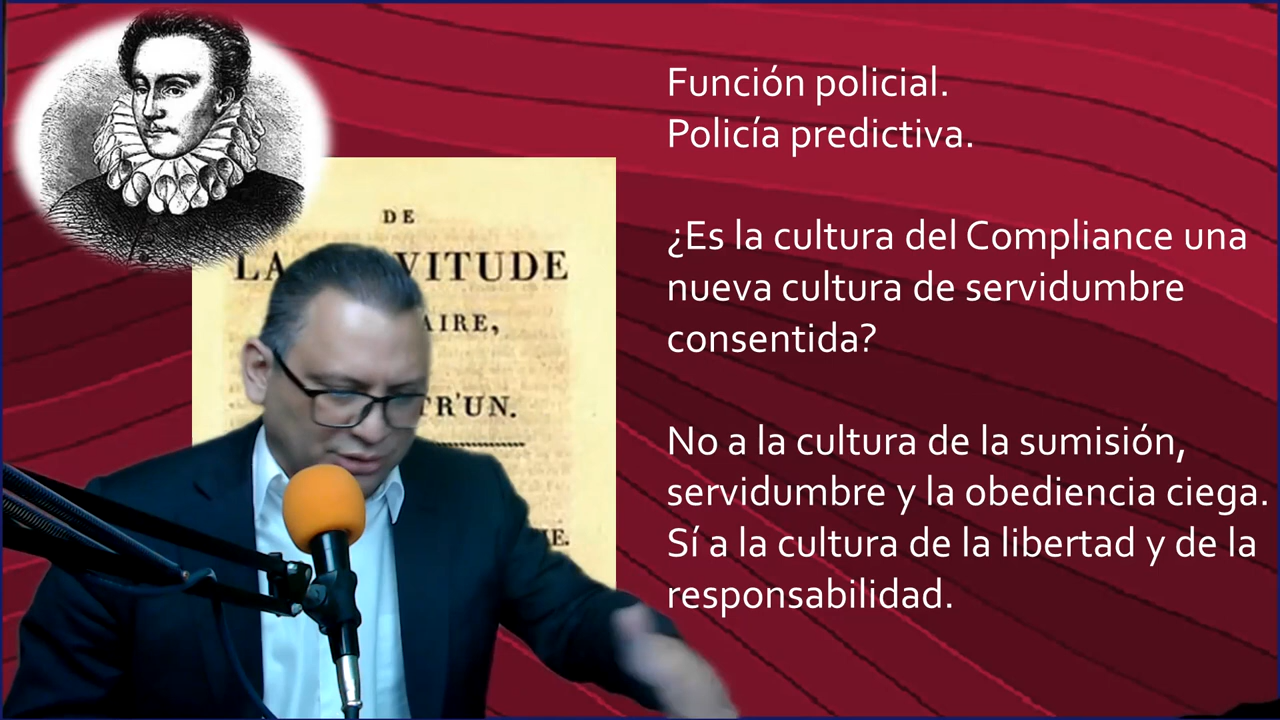 DE
LA VITUDE
AIRE,
TR'UN.
Función policial.
Policía predictiva.
¿Es la cultura del Compliance una
nueva cultura de servidumbre
consentida?
No a la cultura de la sumisión,
servidumbre y la obediencia ciega.
Sí a la cultura de la libertad y de la
responsabilidad.